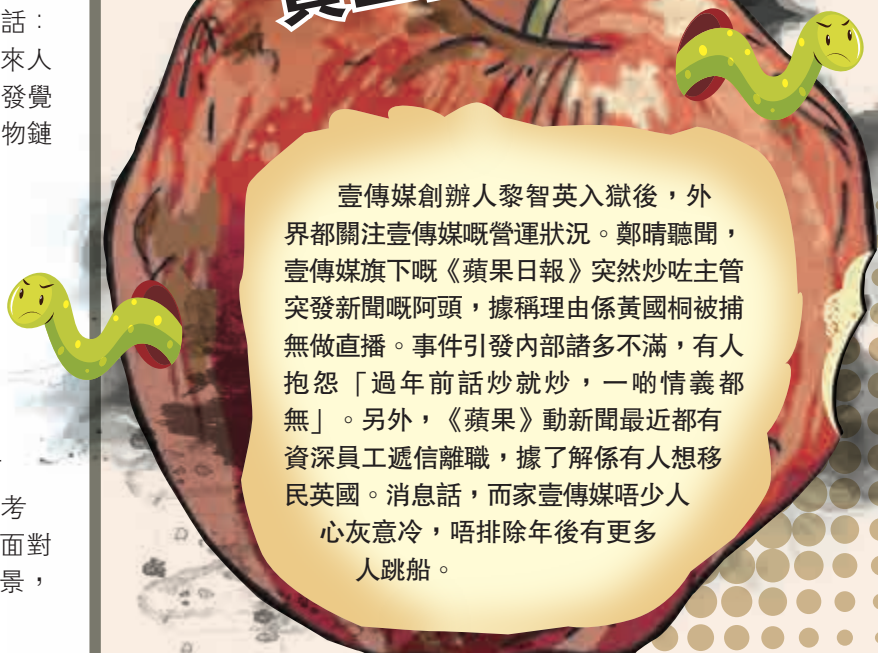 話：
來人
發覺
物鏈
考
面對
景，
壹傳媒創辦人黎智英入獄後，外
界都關注壹傳媒嘅營運狀況。鄭晴聽聞，
壹傳媒旗下嘅《蘋果日報》突然炒咗主管
突發新聞嘅阿頭，據稱理由係黃國桐被捕
無做直播。事件引發內部諸多不滿，有人
抱怨「過年前話炒就炒，一啲情義都
無」。另外，《蘋果》動新聞最近都有
資深員工遞信離職，據了解係有人想移
民英國。消息話，而家壹傳媒唔少人
心灰意冷，唔排除年後有更多
人跳船。